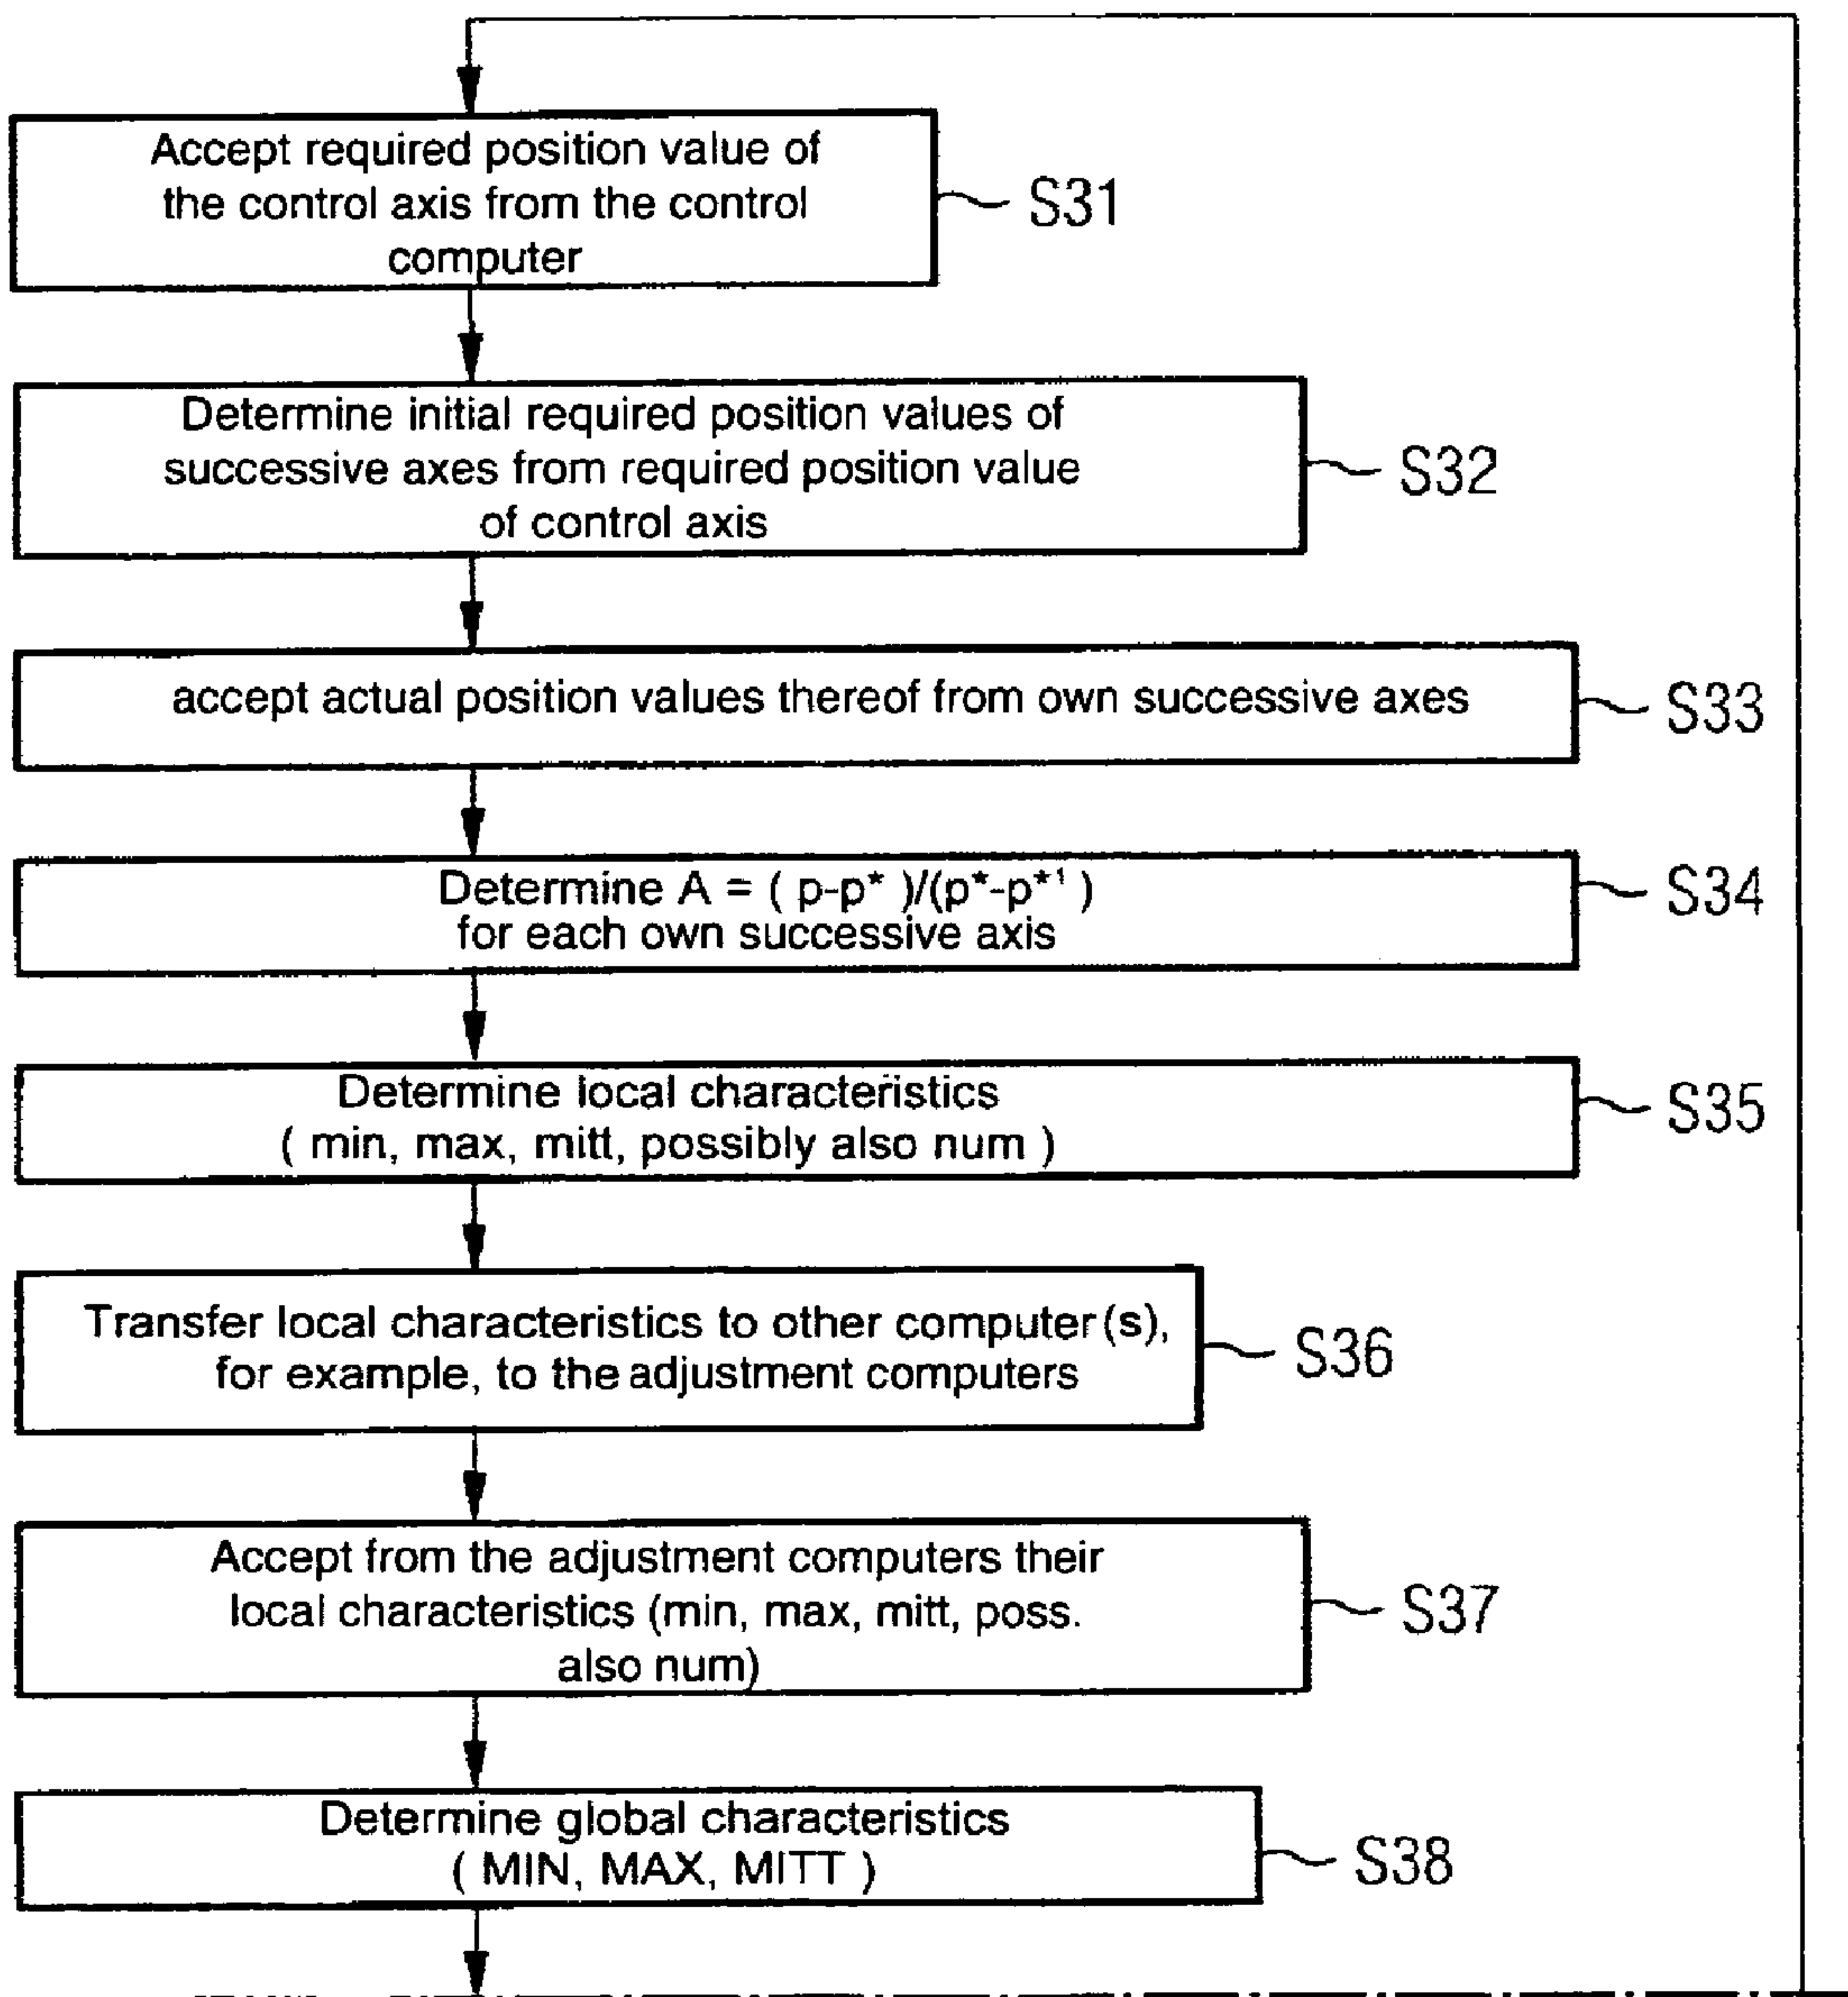 Accept required position value of
the control axis from the control
computer
S31
Determine initial required position values of
successive axes from required position value
of control axis
S32
accept actual position values thereof from own successive axes
S33
Determine A = ( p-p* )/(p*-p*¹ )
for each own successive axis
S34
Determine local characteristics
( min, max, mitt, possibly also num )
S35
Transfer local characteristics to other computer(s),
for example, to the adjustment computers
S36
Accept from the adjustment computers their
local characteristics (min, max, mitt, poss.
also num)
S37
Determine global characteristics
( MIN, MAX, MITT )
S38